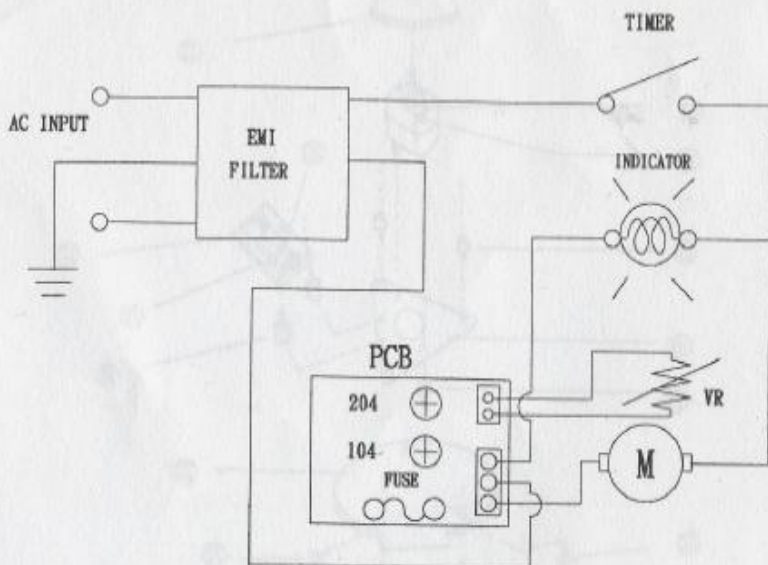 TIMER
AC INPUT
EMI
FILTER
INDICATOR
PCB
204
VR
104
M
FUSE